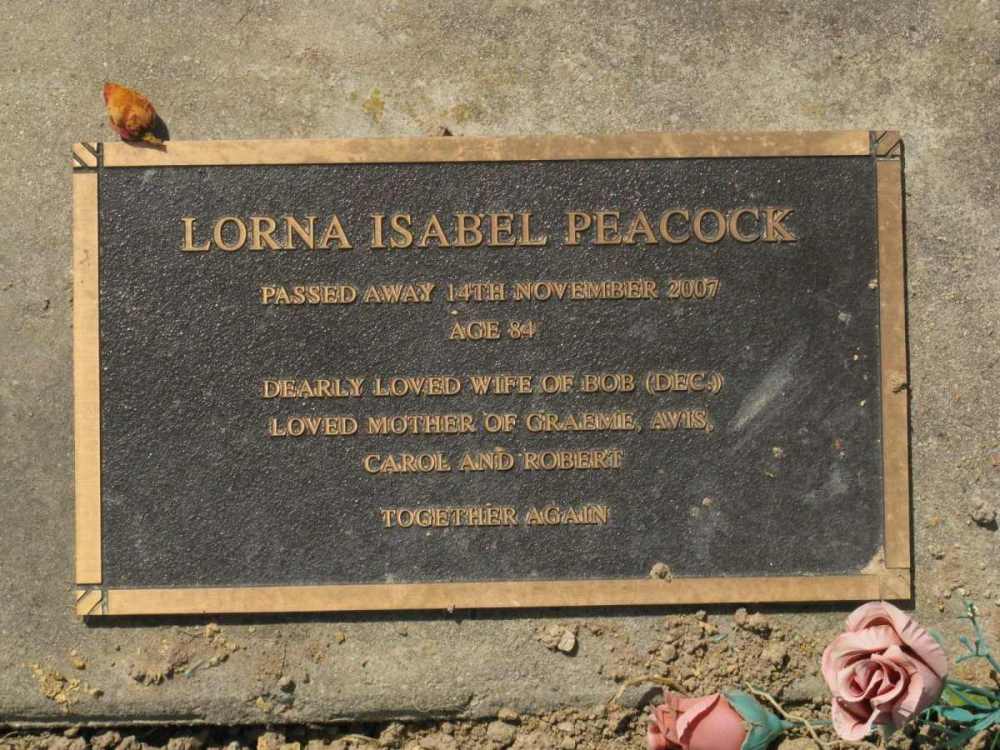 LORNA ISABEL PEACOCK
PASSED AWAY 14TH NOVEMBER 2007
AGE 84
DEARLY LOVED WIFE OF BOB (DEC.)
LOVED MOTHER OF GRAEME, AVIS,
CAROL AND ROBERT
TOGETHER AGAIN